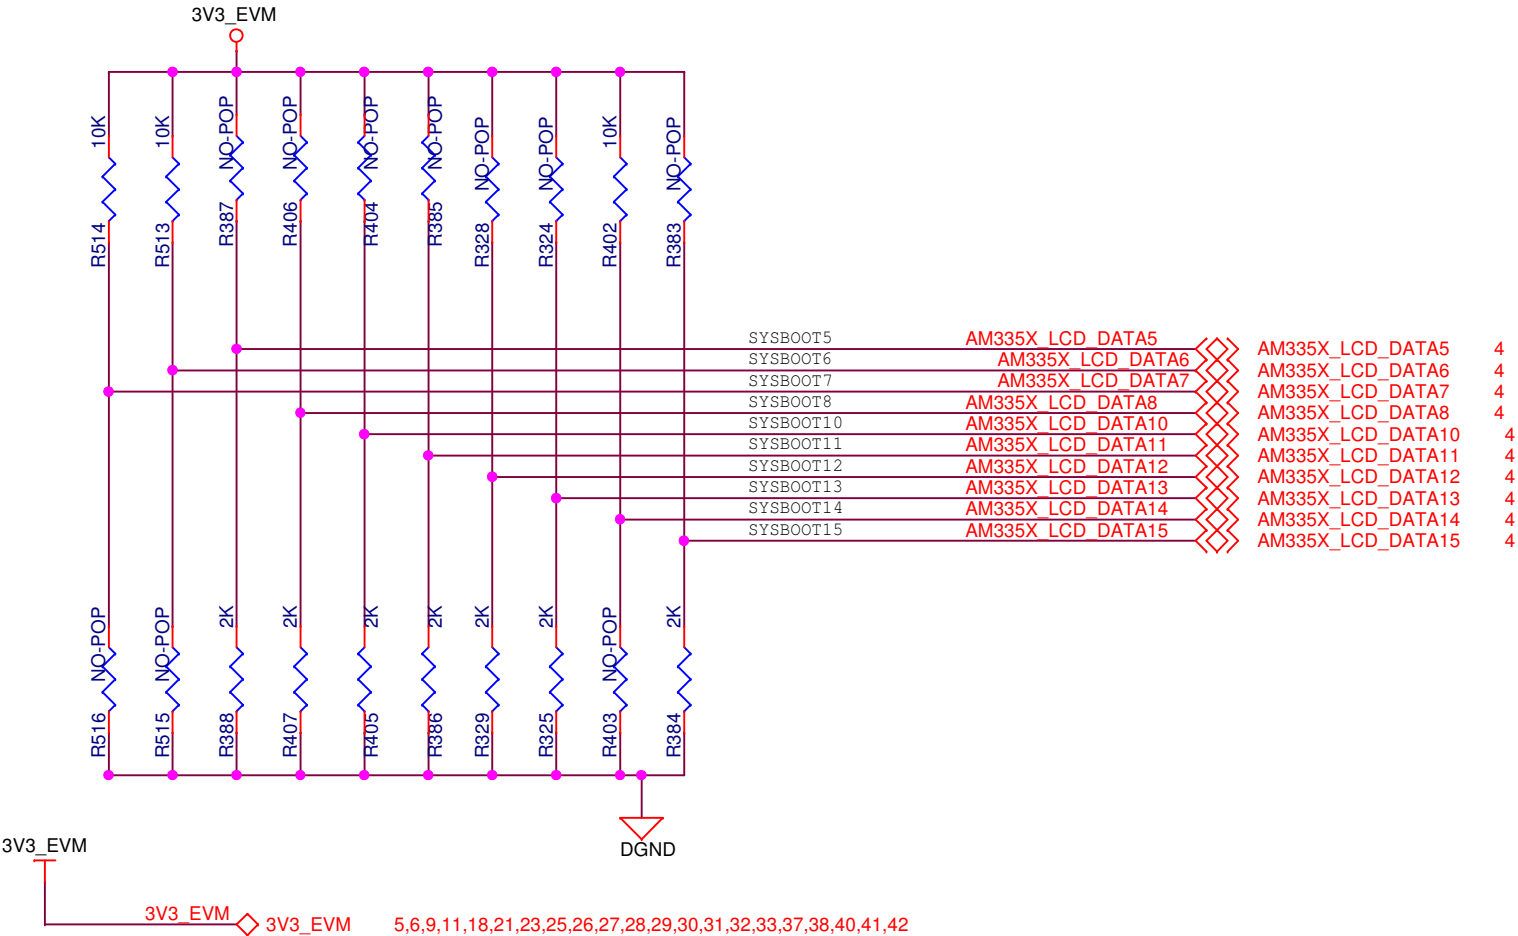 3V3_EVM
10K 10K NO-POP NO-POP NO-POP NO-POP NO-POP NO-POP 10K NO-POP
R514 R513 R387 R406 R404 R385 R328 R324 R402 R383
SYSBOOT5 AM335X_LCD_DATA5 AM335X_LCD_DATA5 4
SYSBOOT6 AM335X_LCD_DATA6 AM335X_LCD_DATA6 4
SYSBOOT7 AM335X_LCD_DATA7 AM335X_LCD_DATA7 4
SYSBOOT8 AM335X_LCD_DATA8 AM335X_LCD_DATA8 4
SYSBOOT10 AM335X_LCD_DATA10 AM335X_LCD_DATA10 4
SYSBOOT11 AM335X_LCD_DATA11 AM335X_LCD_DATA11 4
SYSBOOT12 AM335X_LCD_DATA12 AM335X_LCD_DATA12 4
SYSBOOT13 AM335X_LCD_DATA13 AM335X_LCD_DATA13 4
SYSBOOT14 AM335X_LCD_DATA14 AM335X_LCD_DATA14 4
SYSBOOT15 AM335X_LCD_DATA15 AM335X_LCD_DATA15 4
NO-POP NO-POP 2K 2K 2K 2K 2K 2K NO-POP 2K
R516 R515 R388 R407 R405 R386 R329 R325 R403 R384
DGND
3V3_EVM
3V3_EVM 3V3_EVM 5,6,9,11,18,21,23,25,26,27,28,29,30,31,32,33,37,38,40,41,42